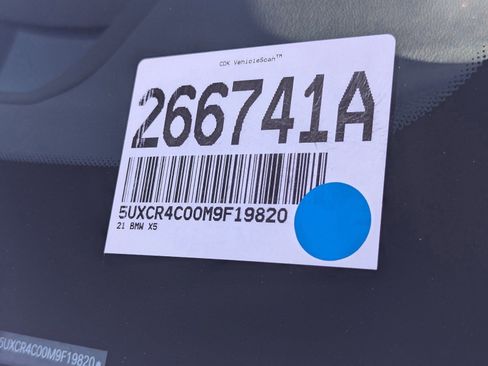 CDK VehicleScan™
266741A
5UXCR4C00M9F19820
21 BMW X5
5UXCR4C00M9F19820